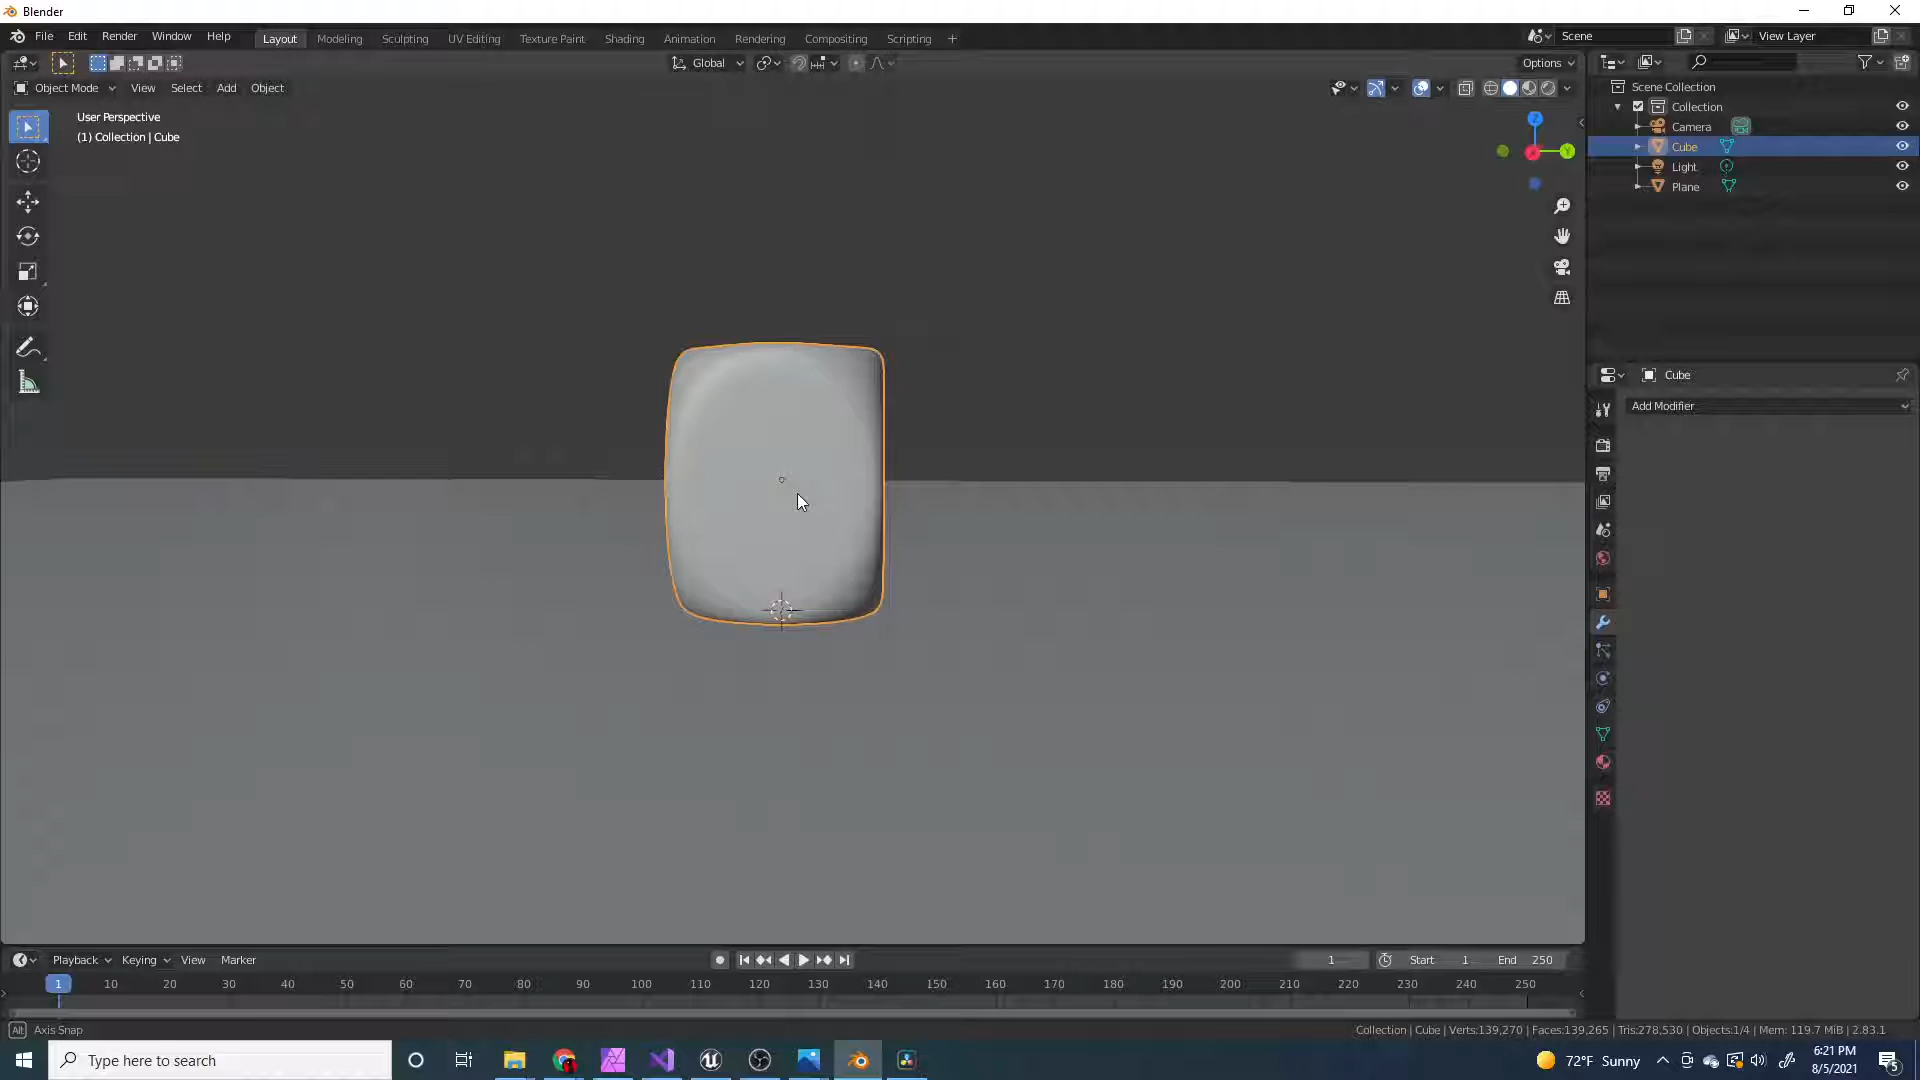 Blender
File Edit Render Window Help
Layout Modeling Sculpting UV Editing Texture Paint Shading Animation Rendering Compositing Scripting +
Scene
View Layer
Global
Options
Object Mode View Select Add Object
User Perspective
(1) Collection | Cube
Z
Y
Scene Collection
Collection
Camera
Cube
Light
Plane
Cube
Add Modifier
Playback Keying View Marker
1 Start 1 End 250
1 10 20 30 40 50 60 70 80 90 100 110 120 130 140 150 160 170 180 190 200 210 220 230 240 250
Alt Axis Snap
Collection | Cube | Verts:139,270 | Faces:139,265 | Tris:278,530 | Objects:1/4 | Mem: 119.7 MiB | 2.83.1
Type here to search
72°F Sunny
6:21 PM
8/5/2021
5